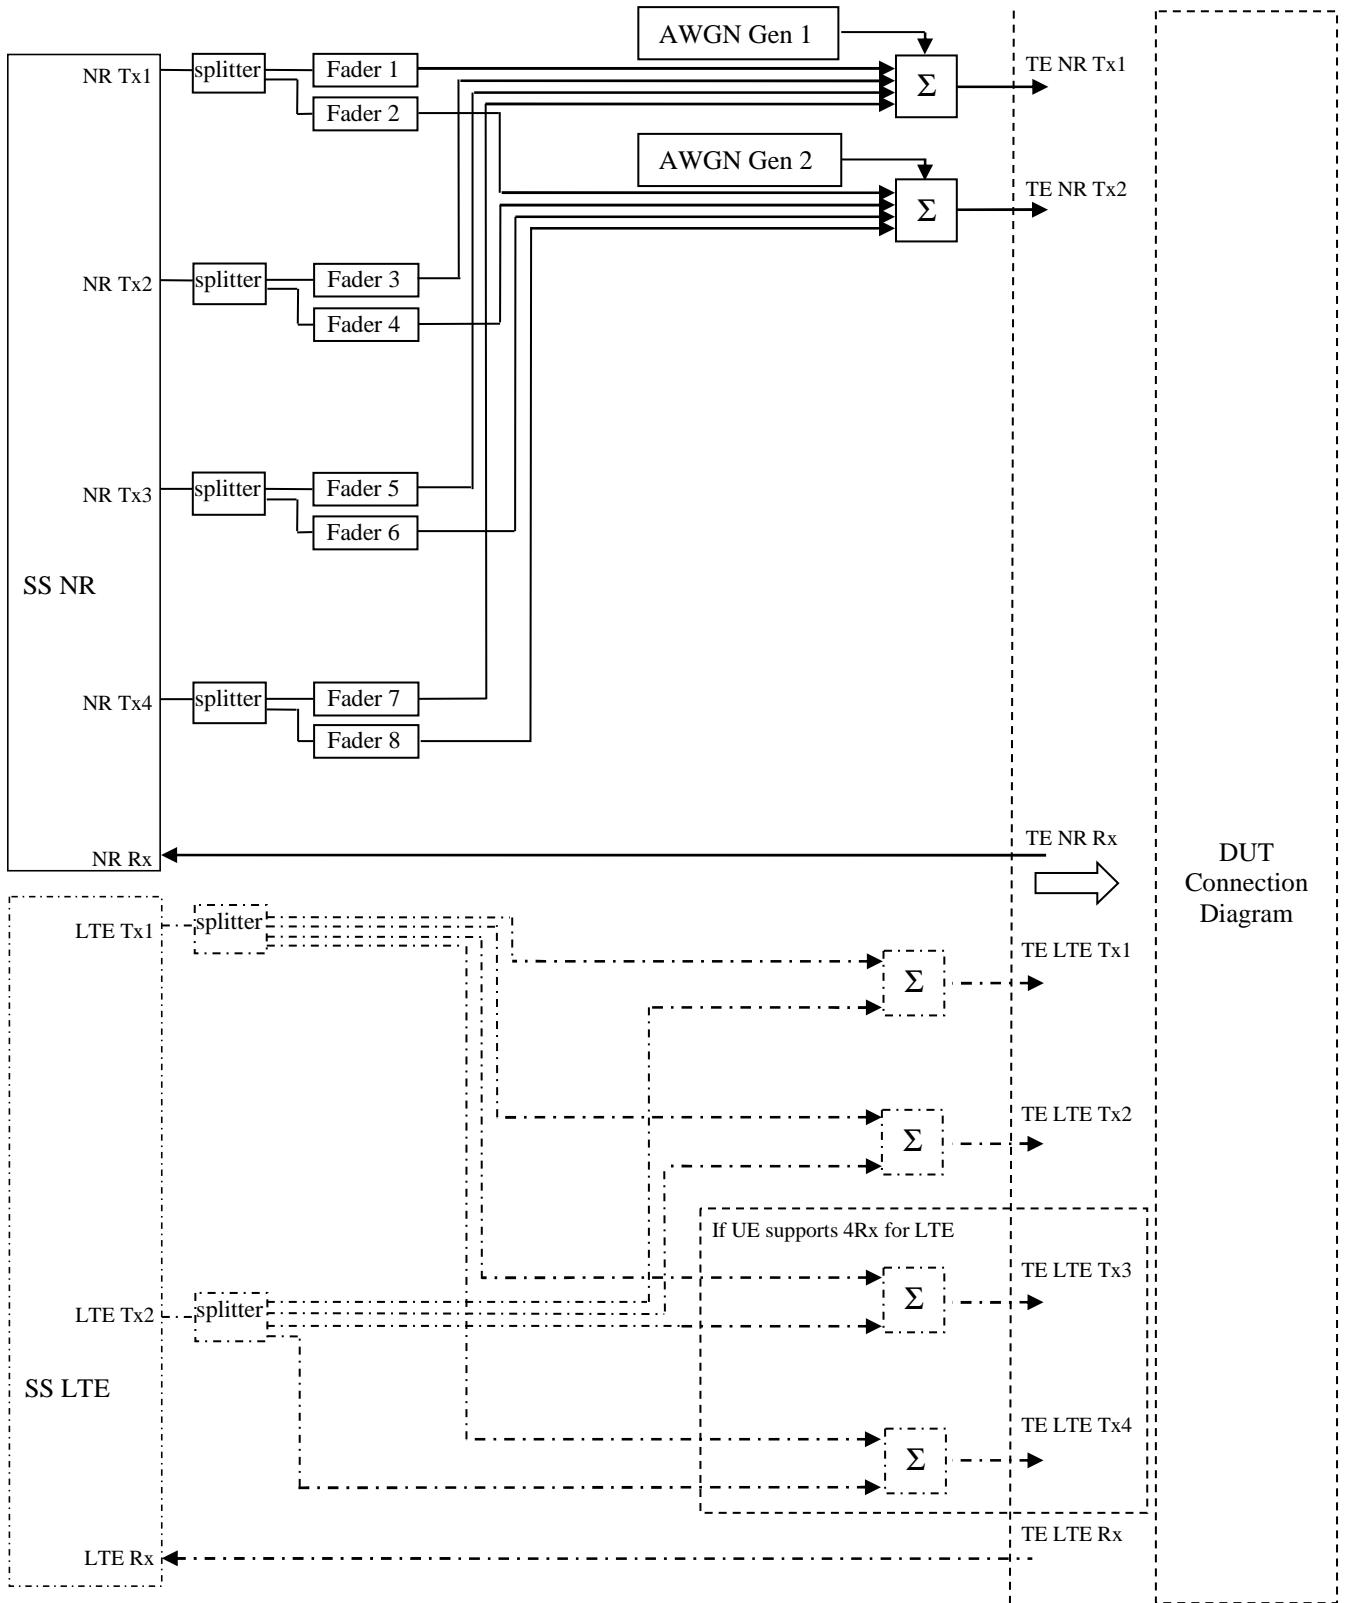 AWGN Gen 1
TE NR Tx1
NR Tx1
splitter
Fader 1
Σ
Fader 2
AWGN Gen 2
TE NR Tx2
Σ
NR Tx2
splitter
Fader 3
Fader 4
NR Tx3
splitter
Fader 5
Fader 6
SS NR
NR Tx4
splitter
Fader 7
Fader 8
TE NR Rx
NR Rx
DUT
Connection
Diagram
LTE Tx1
splitter
TE LTE Tx1
Σ
TE LTE Tx2
Σ
If UE supports 4Rx for LTE
TE LTE Tx3
Σ
LTE Tx2
splitter
SS LTE
TE LTE Tx4
Σ
TE LTE Rx
LTE Rx